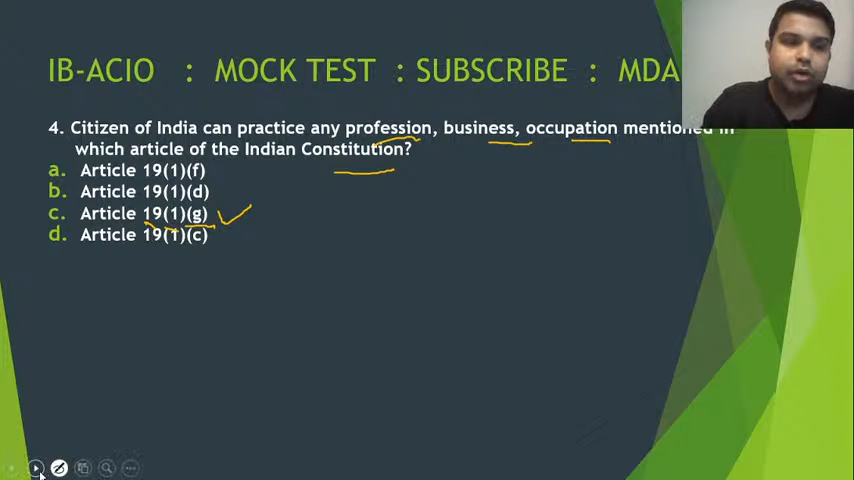 IB-ACIO : MOCK TEST : SUBSCRIBE : MDA
4. Citizen of India can practice any profession, business, occupation mentioned in
which article of the Indian Constitution?
a. Article 19(1)(f)
b. Article 19(1)(d)
c. Article 19(1)(g)
d. Article 19(1)(c)